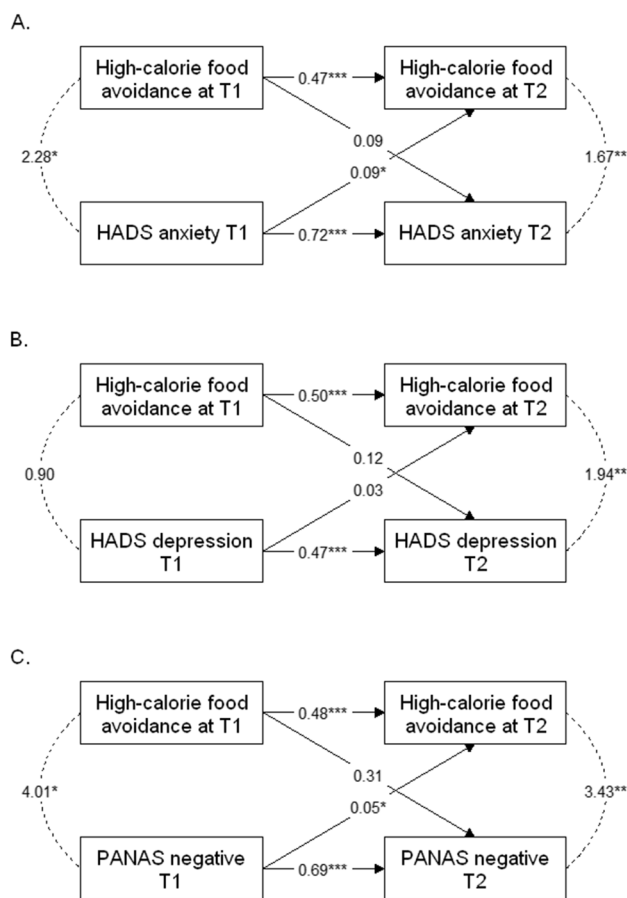 A.
High-calorie food
avoidance at T1
0.47***
High-calorie food
avoidance at T2
2.28*
0.09
0.09*
1.67**
HADS anxiety T1
0.72***
HADS anxiety T2
B.
High-calorie food
avoidance at T1
0.50***
High-calorie food
avoidance at T2
0.90
0.12
0.03
1.94**
HADS depression
T1
0.47***
HADS depression
T2
C.
High-calorie food
avoidance at T1
0.48***
High-calorie food
avoidance at T2
4.01*
0.31
0.05*
3.43**
PANAS negative
T1
0.69***
PANAS negative
T2